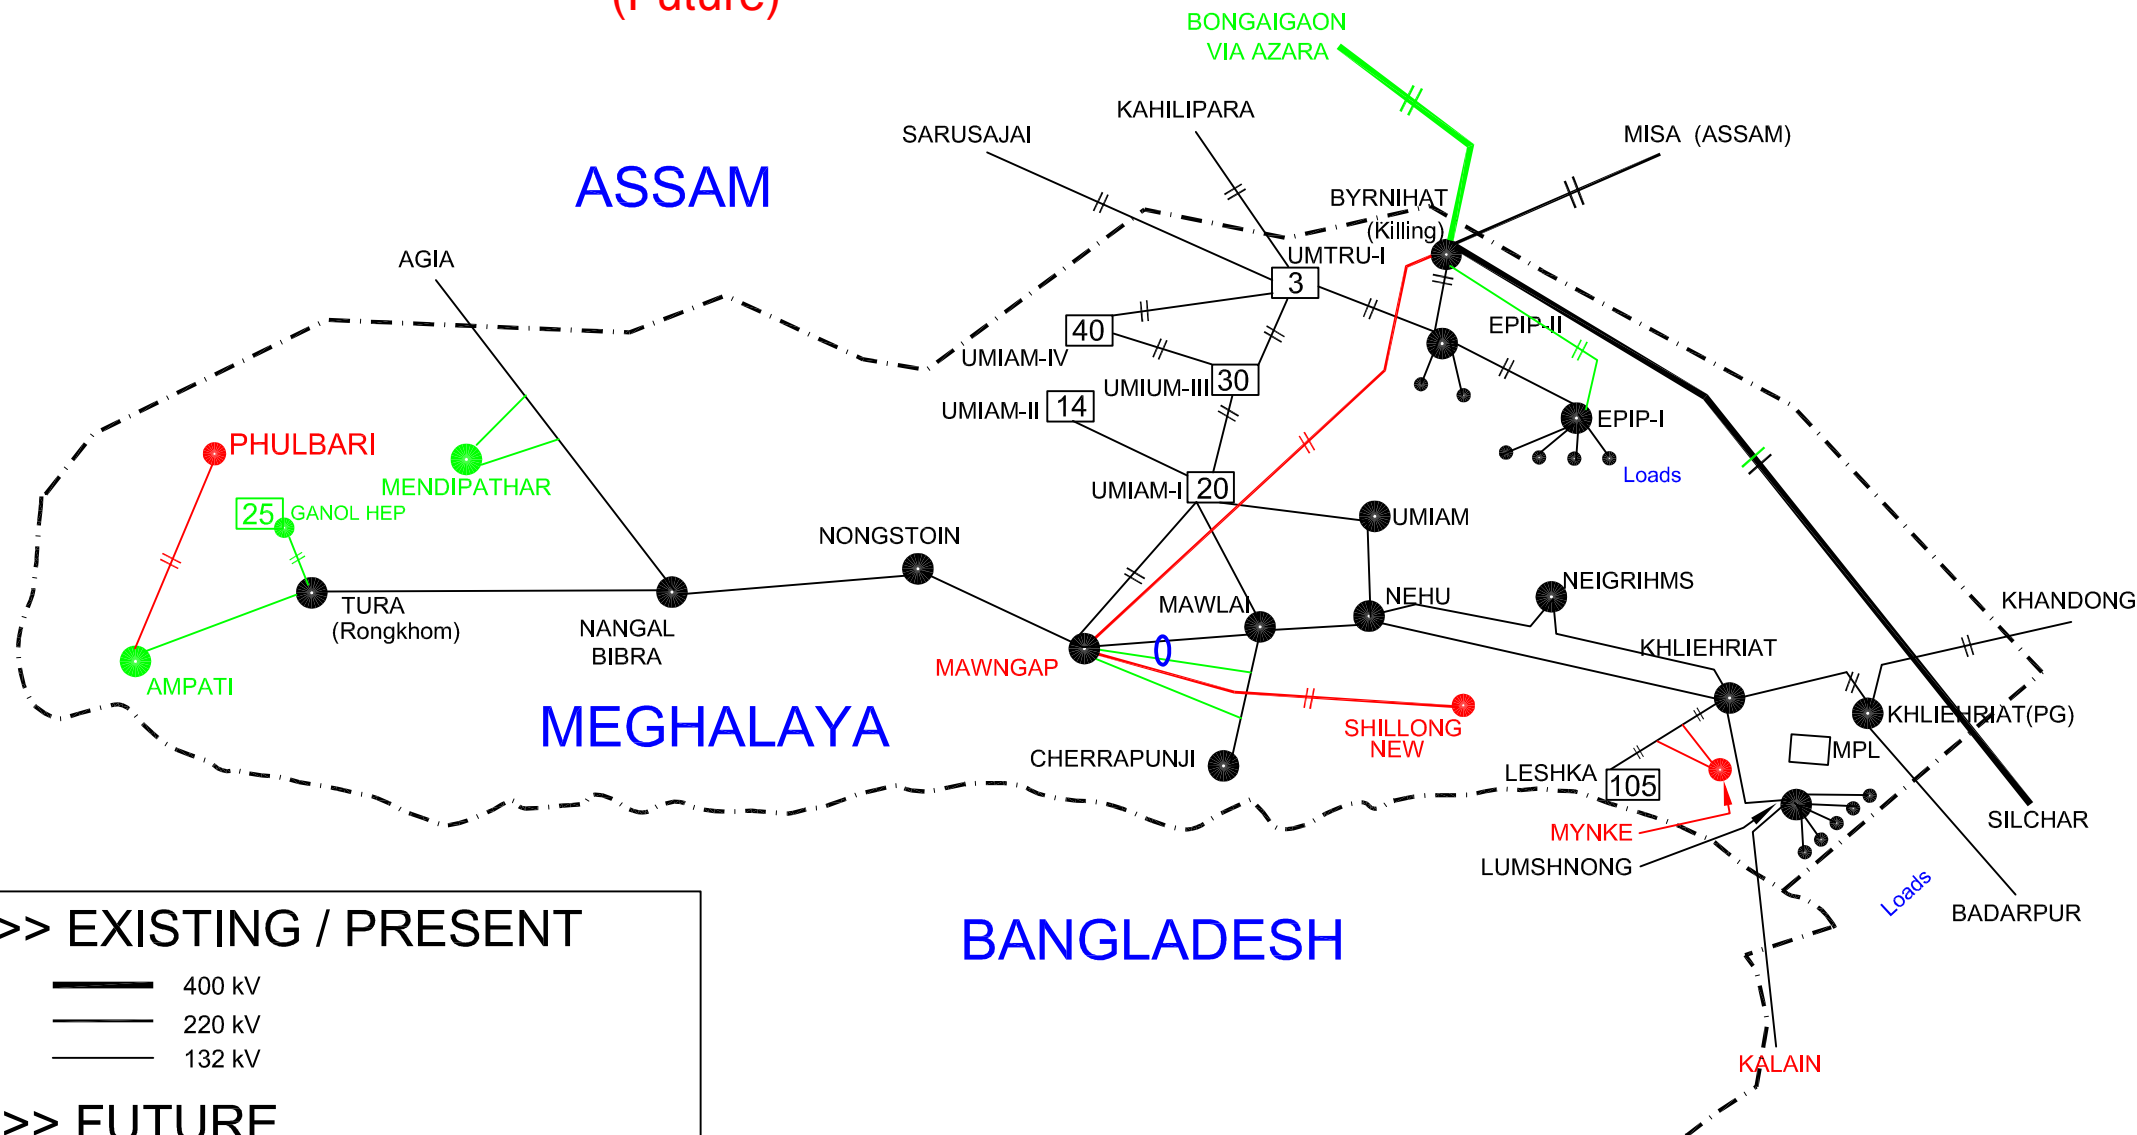 (Future)
BONGAIGAON
VIA AZARA
KAHILIPARA
SARUSAJAI
MISA (ASSAM)
ASSAM
BYRNIHAT
(Killing)
UMTRU-I
AGIA
3
40
EPIP-II
UMIAM-IV
UMIUM-III
30
UMIAM-II
14
EPIP-I
PHULBARI
Loads
MENDIPATHAR
UMIAM-I
20
25
GANOL HEP
UMIAM
NONGSTOIN
NEIGRIHMS
NEHU
KHANDONG
MAWLAI
TURA
(Rongkhom)
NANGAL
BIBRA
0
KHLIEHRIAT
MAWNGAP
AMPATI
KHLIEHRIAT(PG)
MEGHALAYA
SHILLONG
NEW
MPL
CHERRAPUNJI
LESHKA
105
SILCHAR
MYNKE
LUMSHNONG
Loads
BADARPUR
>> EXISTING / PRESENT
BANGLADESH
400 kV
220 kV
132 kV
KALAIN
>> FUTURE